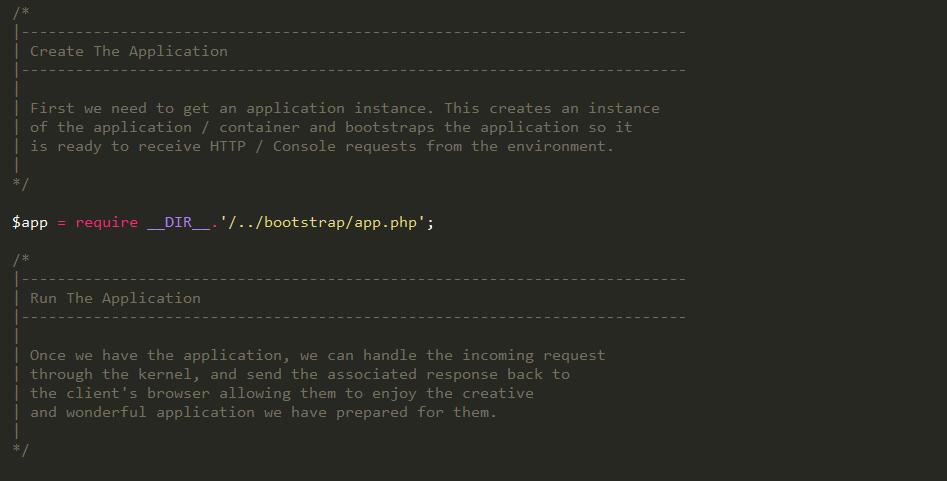 /*
|--------------------------------------------------------------------------
| Create The Application
|--------------------------------------------------------------------------
|
| First we need to get an application instance. This creates an instance
| of the application / container and bootstraps the application so it
| is ready to receive HTTP / Console requests from the environment.
|
*/
$app = require __DIR__.'/../bootstrap/app.php';
/*
|--------------------------------------------------------------------------
| Run The Application
|--------------------------------------------------------------------------
|
| Once we have the application, we can handle the incoming request
| through the kernel, and send the associated response back to
| the client's browser allowing them to enjoy the creative
| and wonderful application we have prepared for them.
|
*/